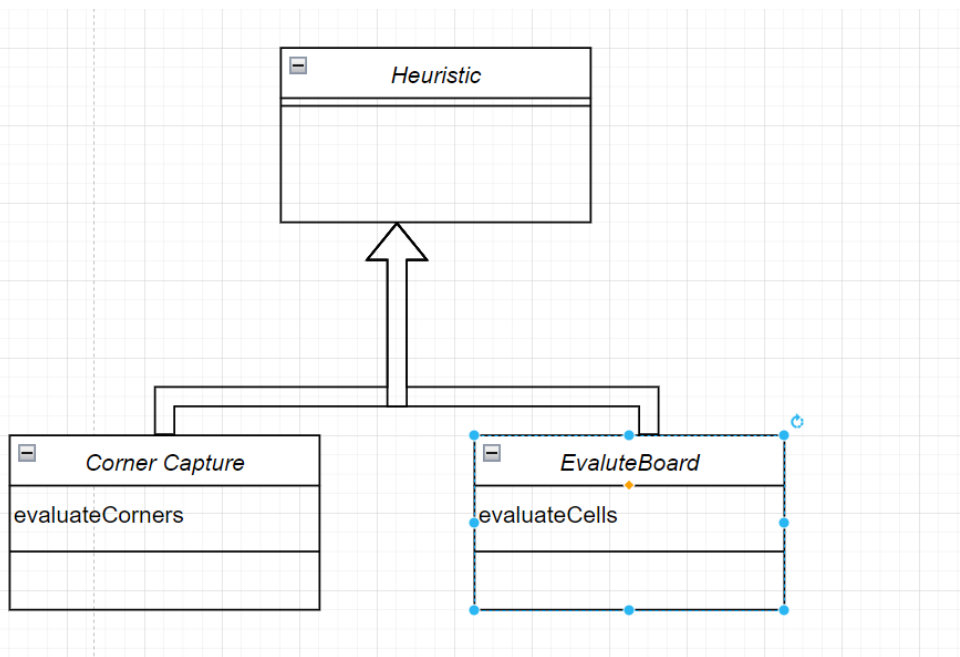 Heuristic
Corner Capture
EvaluteBoard
evaluateCorners
evaluateCells